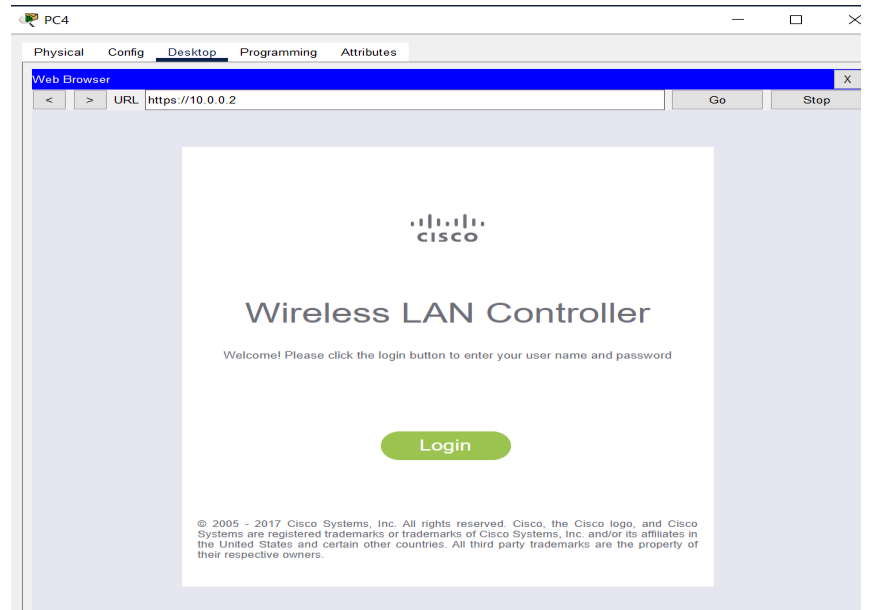 PC4
Physical Config Desktop Programming Attributes
Web Browser X
< > URL https://10.0.0.2 Go Stop
CISCO
Wireless LAN Controller
Welcome! Please click the login button to enter your user name and password
Login
© 2005 - 2017 Cisco Systems, Inc. All rights reserved. Cisco, the Cisco logo, and Cisco
Systems are registered trademarks or trademarks of Cisco Systems, Inc. and/or its affiliates in
the United States and certain other countries. All third party trademarks are the property of
their respective owners.